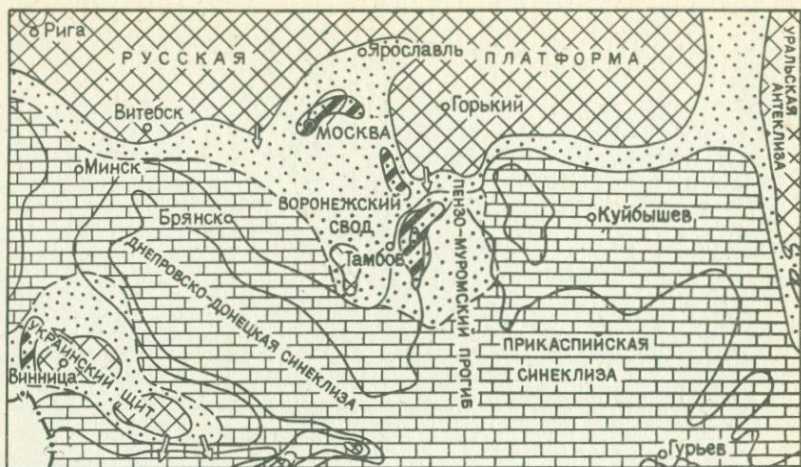 Рига
РУССКАЯ
Ярославль
ПЛАТФОРМА
УРАЛЬСКАЯ
АНТЕКЛИЗА
Витебск
МОСКВА
Горький
Минск
Брянск
ВОРОНЕЖСКИЙ
СВОД
Тамбов
ПЕНЗО-МУРОМСКИЙ ПРОГИБ
Куйбышев
ДНЕПРОВСКО-ДОНЕЦКАЯ СИНЕКЛИЗА
ПРИКАСПИЙСКАЯ
СИНЕКЛИЗА
УКРАИНСКИЙ ЩИТ
Винница
Гурьев